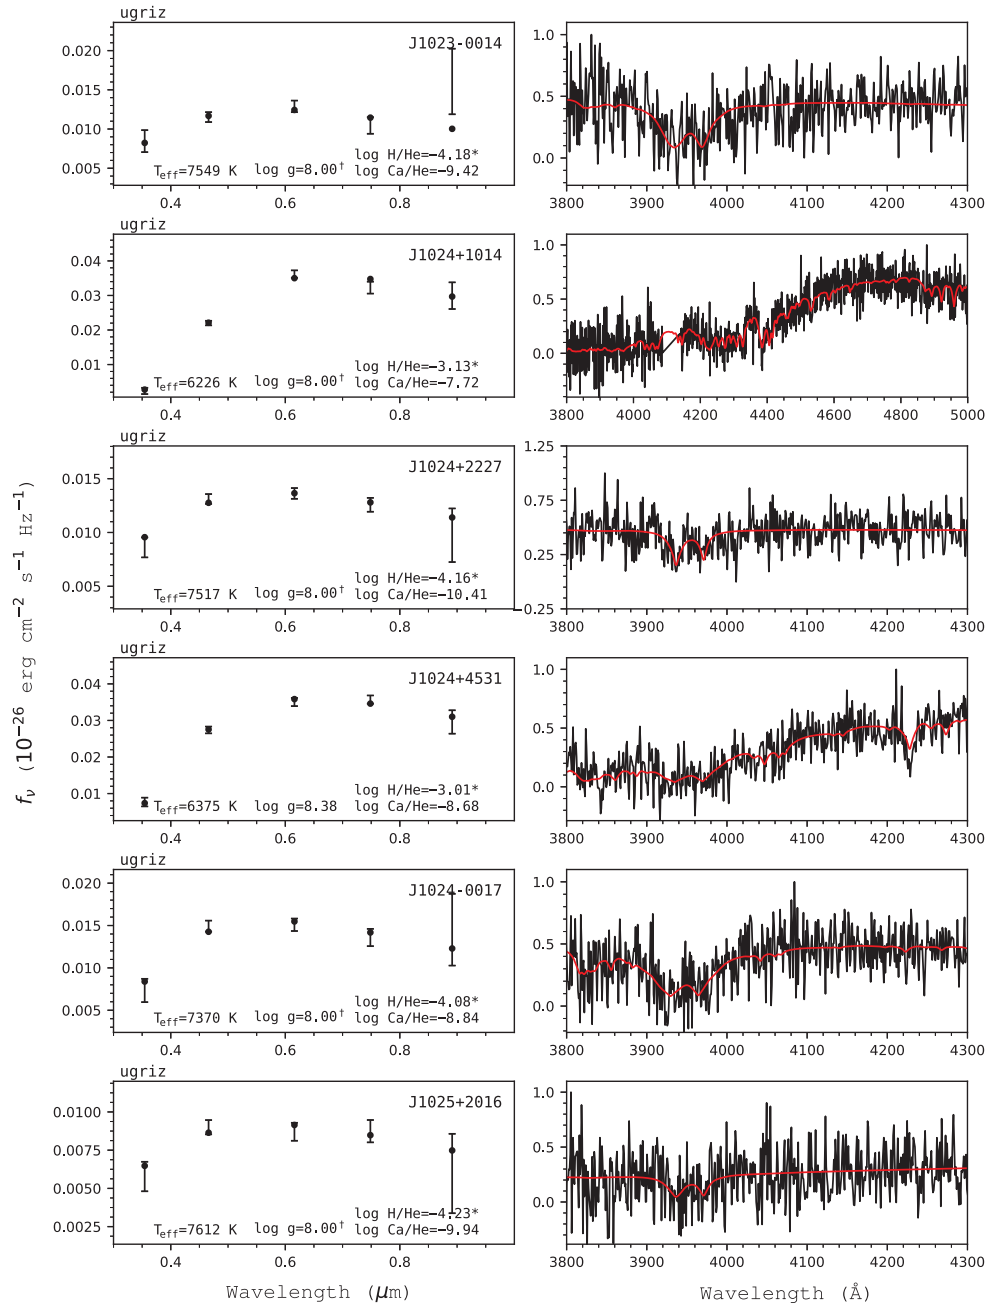 ugriz
J1023-0014
0.020
0.015
0.010
0.005
log H/He=−4.18*
T_eff=7549 K log g=8.00† log Ca/He=−9.42
0.4 0.6 0.8
1.0
0.5
0.0
3800 3900 4000 4100 4200 4300
ugriz
J1024+1014
0.04
0.03
0.02
0.01
log H/He=−3.13*
T_eff=6226 K log g=8.00† log Ca/He=−7.72
0.4 0.6 0.8
1.0
0.5
0.0
3800 4000 4200 4400 4600 4800 5000
ugriz
J1024+2227
0.015
0.010
0.005
log H/He=−4.16*
T_eff=7517 K log g=8.00† log Ca/He=−10.41
0.4 0.6 0.8
1.25
0.75
0.25
−0.25
3800 3900 4000 4100 4200 4300
f_ν (10⁻²⁶ erg cm⁻² s⁻¹ Hz⁻¹)
ugriz
J1024+4531
0.04
0.03
0.02
0.01
log H/He=−3.01*
T_eff=6375 K log g=8.38 log Ca/He=−8.68
0.4 0.6 0.8
1.0
0.5
0.0
3800 3900 4000 4100 4200 4300
ugriz
J1024-0017
0.020
0.015
0.010
0.005
log H/He=−4.08*
T_eff=7370 K log g=8.00† log Ca/He=−8.84
0.4 0.6 0.8
1.0
0.5
0.0
3800 3900 4000 4100 4200 4300
ugriz
J1025+2016
0.0100
0.0075
0.0050
0.0025
log H/He=−4.23*
T_eff=7612 K log g=8.00† log Ca/He=−9.94
0.4 0.6 0.8
1.0
0.5
0.0
3800 3900 4000 4100 4200 4300
Wavelength (μm)
Wavelength (Å)